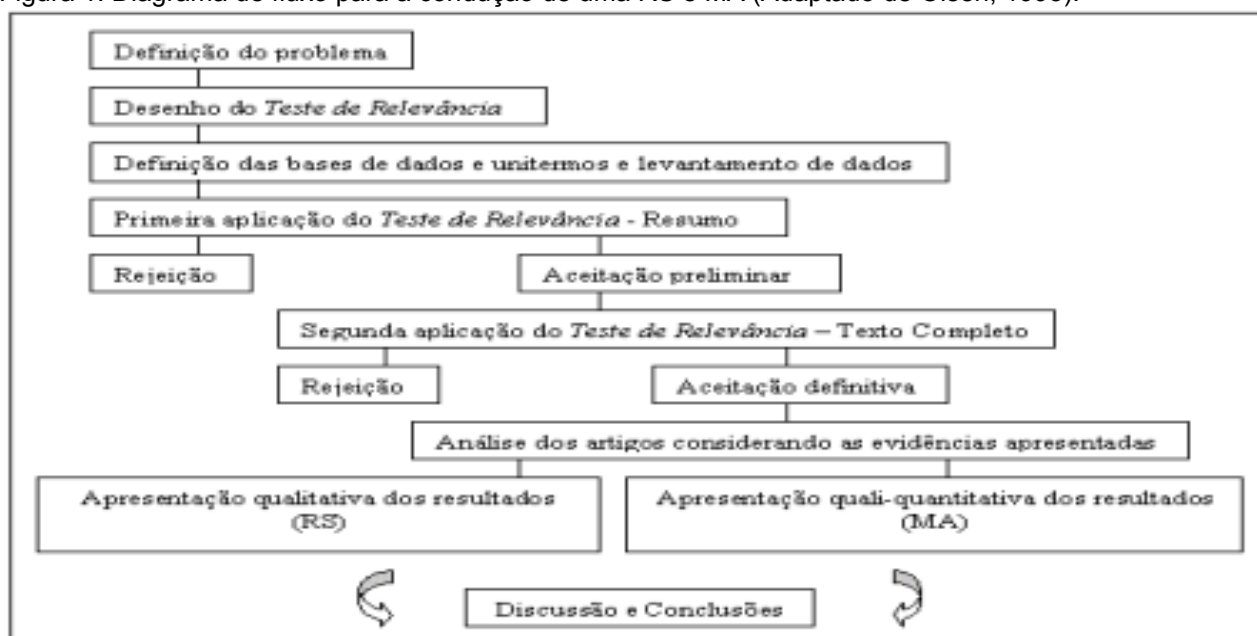 Definição do problema
Desenho do Teste de Relevância
Definição das bases de dados e unitermos e levantamento de dados
Primeira aplicação do Teste de Relevância - Resumo
Rejeição
Aceitação preliminar
Segunda aplicação do Teste de Relevância – Texto Completo
Rejeição
Aceitação definitiva
Análise dos artigos considerando as evidências apresentadas
Apresentação qualitativa dos resultados
(RS)
Apresentação quali-quantitativa dos resultados
(MA)
Discussão e Conclusões